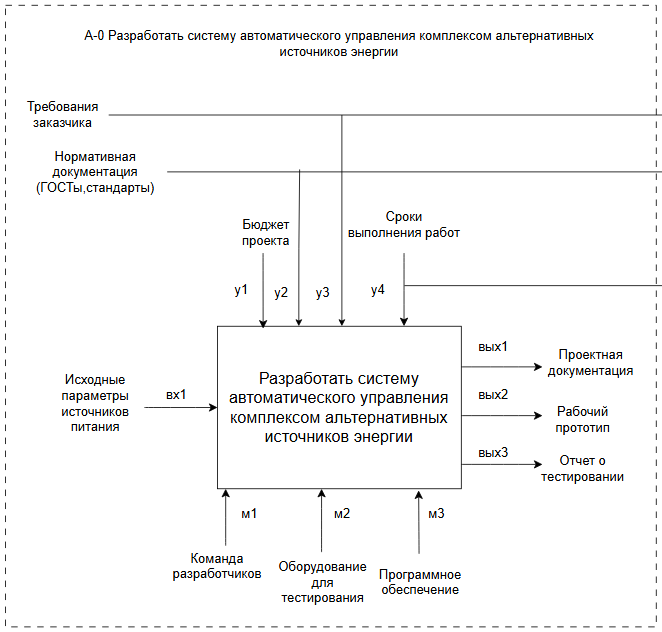 А-0 Разработать систему автоматического управления комплексом альтернативных
источников энергии
Требования
заказчика
Нормативная
документация
(ГОСТы,стандарты)
Бюджет
проекта
Сроки
выполнения работ
у1
у2
у3
у4
Исходные
параметры
источников
питания
вх1
Разработать систему
автоматического управления
комплексом альтернативных
источников энергии
вых1
Проектная
документация
вых2
Рабочий
прототип
вых3
Отчет о
тестировании
м1
м2
м3
Команда
разработчиков
Оборудование
для
тестирования
Программное
обеспечение